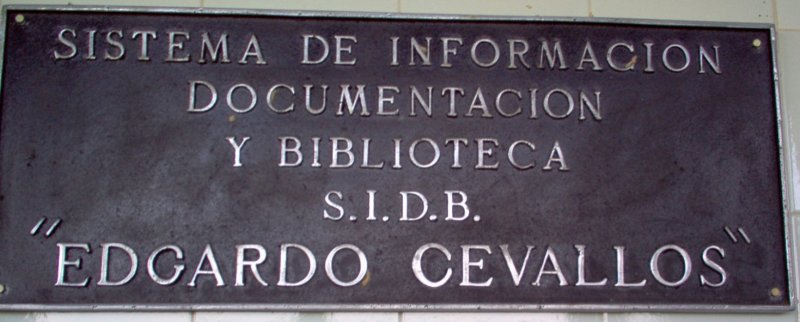 SISTEMA DE INFORMACION
DOCUMENTACION
Y BIBLIOTECA
S.I.D.B.
"EDGARDO CEVALLOS"